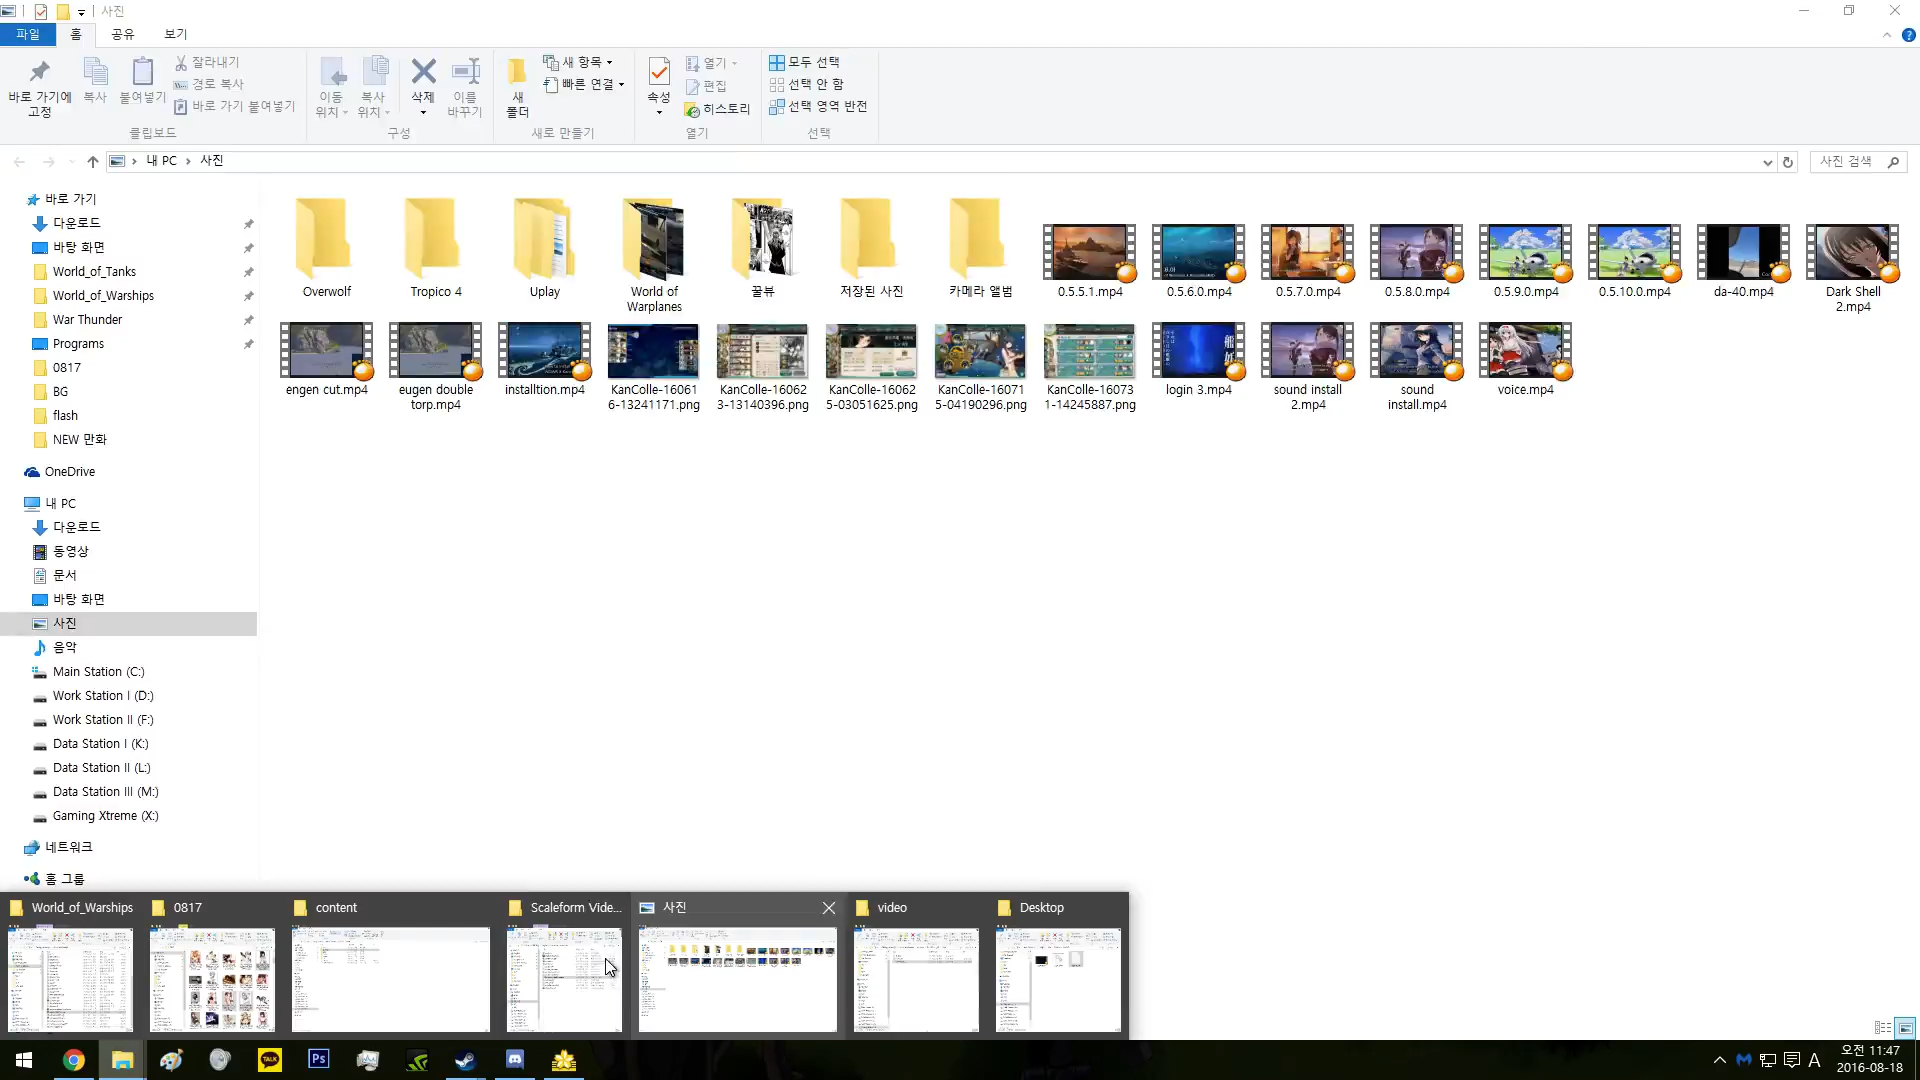 사진
파일
홈
공유
보기
바로 가기에
고정
복사
붙여넣기
잘라내기
경로 복사
바로 가기 붙여넣기
클립보드
이동
위치
복사
위치
삭제
이름
바꾸기
구성
새
폴더
새 항목
빠른 연결
새로 만들기
속성
열기
편집
히스토리
열기
모두 선택
선택 안 함
선택 영역 반전
선택
내 PC
사진
사진 검색
바로 가기
다운로드
바탕 화면
World_of_Tanks
World_of_Warships
War Thunder
Programs
0817
BG
flash
NEW 만화
OneDrive
내 PC
다운로드
동영상
문서
바탕 화면
사진
음악
Main Station (C:)
Work Station I (D:)
Work Station II (F:)
Data Station I (K:)
Data Station II (L:)
Data Station III (M:)
Gaming Xtreme (X:)
네트워크
홈 그룹
Overwolf
Tropico 4
Uplay
World of
Warplanes
꿀뷰
저장된 사진
카메라 앨범
0.5.5.1.mp4
0.5.6.0.mp4
0.5.7.0.mp4
0.5.8.0.mp4
0.5.9.0.mp4
0.5.10.0.mp4
da-40.mp4
Dark Shell
2.mp4
engen cut.mp4
eugen double
torp.mp4
installtion.mp4
KanColle-16061
6-13241171.png
KanColle-16062
3-13140396.png
KanColle-16062
5-03051625.png
KanColle-16071
5-04190296.png
KanColle-16073
1-14245887.png
login 3.mp4
sound install
2.mp4
sound
install.mp4
voice.mp4
World_of_Warships
0817
content
Scaleform Vide...
사진
video
Desktop
TALK
Ps
A
오전 11:47
2016-08-18